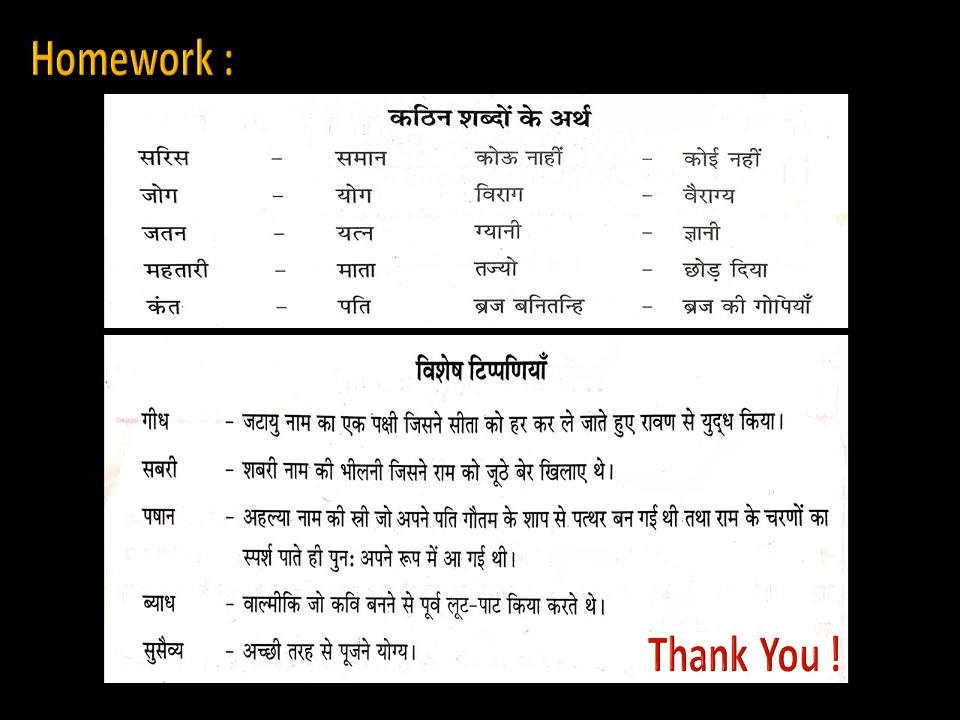 Homework :
कठिन शब्दों के अर्थ
सरिस – समान कोऊ नाहीं – कोई नहीं
जोग – योग विराग – वैराग्य
जतन – यत्न ग्यानी – ज्ञानी
महतारी – माता तज्यो – छोड़ दिया
कंत – पति ब्रज बनितन्हि – ब्रज की गोपियाँ
विशेष टिप्पणियाँ
गीध – जटायु नाम का एक पक्षी जिसने सीता को हर कर ले जाते हुए रावण से युद्ध किया।
सबरी – शबरी नाम की भीलनी जिसने राम को जूठे बेर खिलाए थे।
पषान – अहल्या नाम की स्त्री जो अपने पति गौतम के शाप से पत्थर बन गई थी तथा राम के चरणों का
स्पर्श पाते ही पुन: अपने रूप में आ गई थी।
ब्याध – वाल्मीकि जो कवि बनने से पूर्व लूट-पाट किया करते थे।
सुसैव्य – अच्छी तरह से पूजने योग्य।
Thank You !